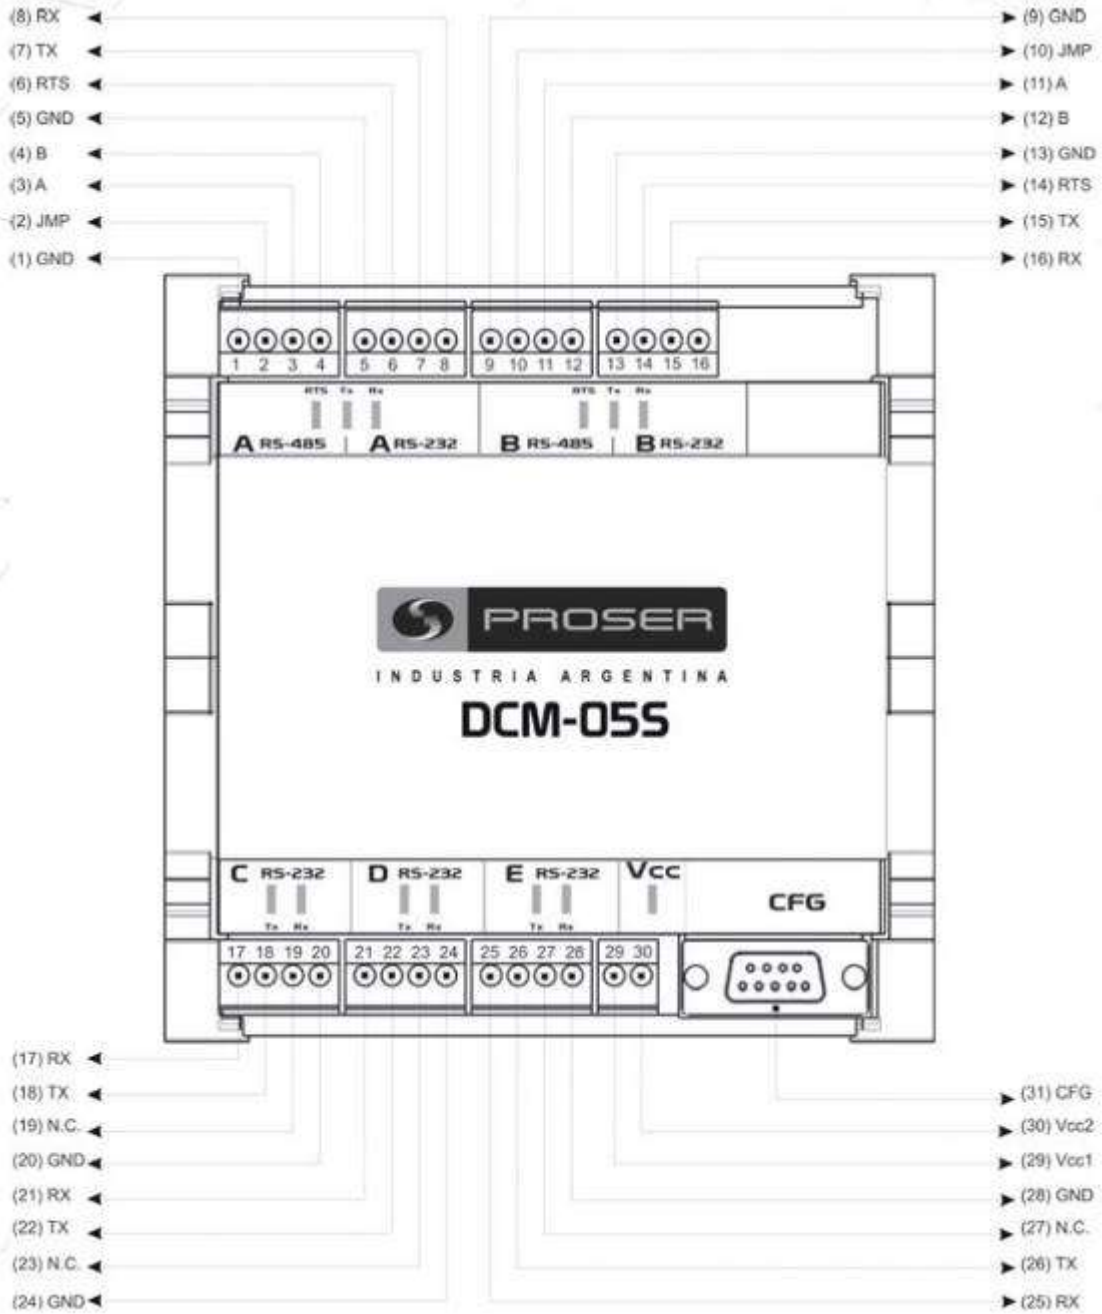 (8) RX
(7) TX
(6) RTS
(5) GND
(4) B
(3) A
(2) JMP
(1) GND
(9) GND
(10) JMP
(11) A
(12) B
(13) GND
(14) RTS
(15) TX
(16) RX
1 2 3 4 5 6 7 8 9 10 11 12 13 14 15 16
RTS Tx Rx RTS Tx Rx
A RS-485 A RS-232 B RS-485 B RS-232
PROSER
INDUSTRIA ARGENTINA
DCM-05S
C RS-232 D RS-232 E RS-232 Vcc
CFG
Tx Rx Tx Rx Tx Rx
17 18 19 20 21 22 23 24 25 26 27 28 29 30
(17) RX
(18) TX
(19) N.C.
(20) GND
(21) RX
(22) TX
(23) N.C.
(24) GND
(31) CFG
(30) Vcc2
(29) Vcc1
(28) GND
(27) N.C.
(26) TX
(25) RX